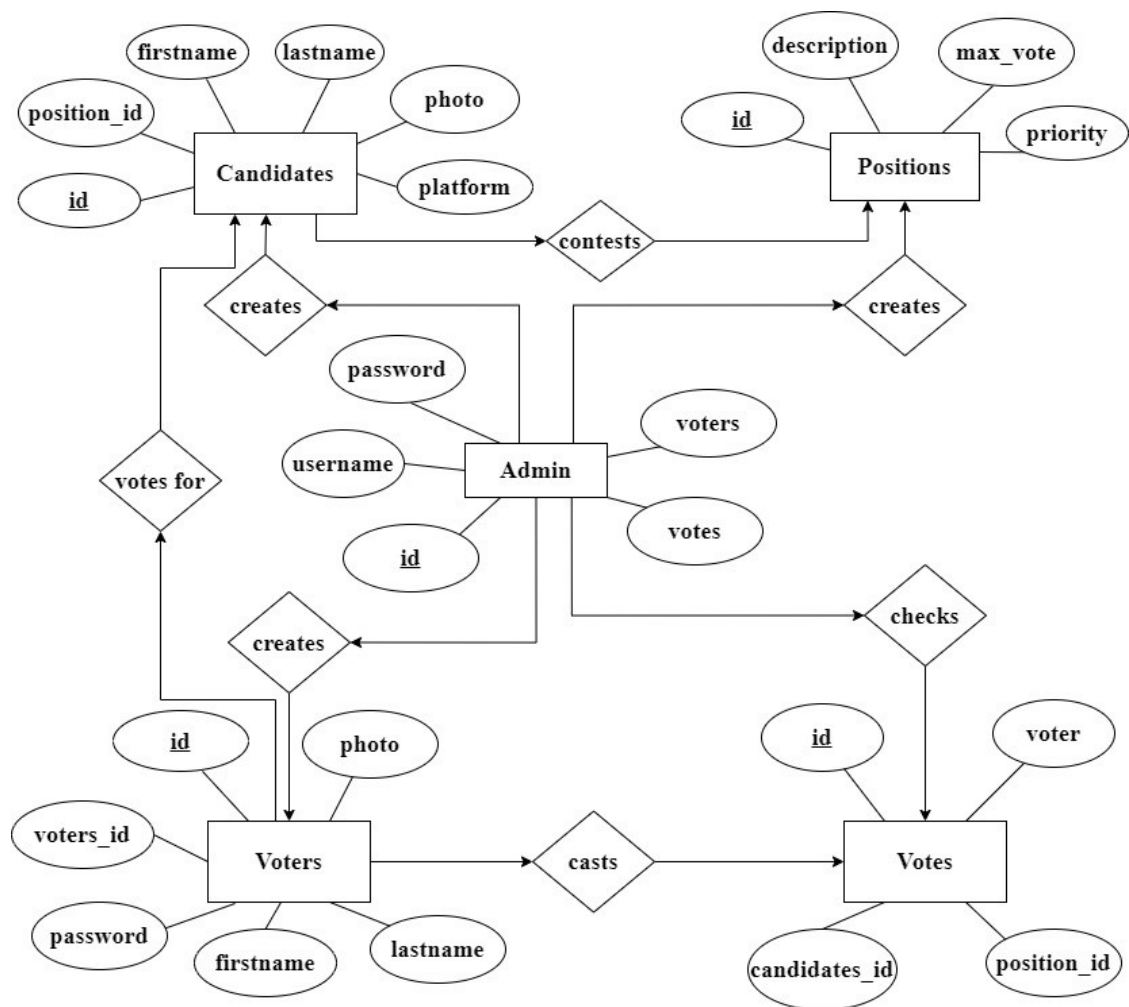 firstname
lastname
description
max_vote
position_id
photo
id
priority
Candidates
Positions
id
platform
contests
creates
creates
password
voters
username
Admin
votes for
votes
id
creates
checks
id
photo
id
voter
voters_id
Voters
casts
Votes
password
firstname
lastname
candidates_id
position_id